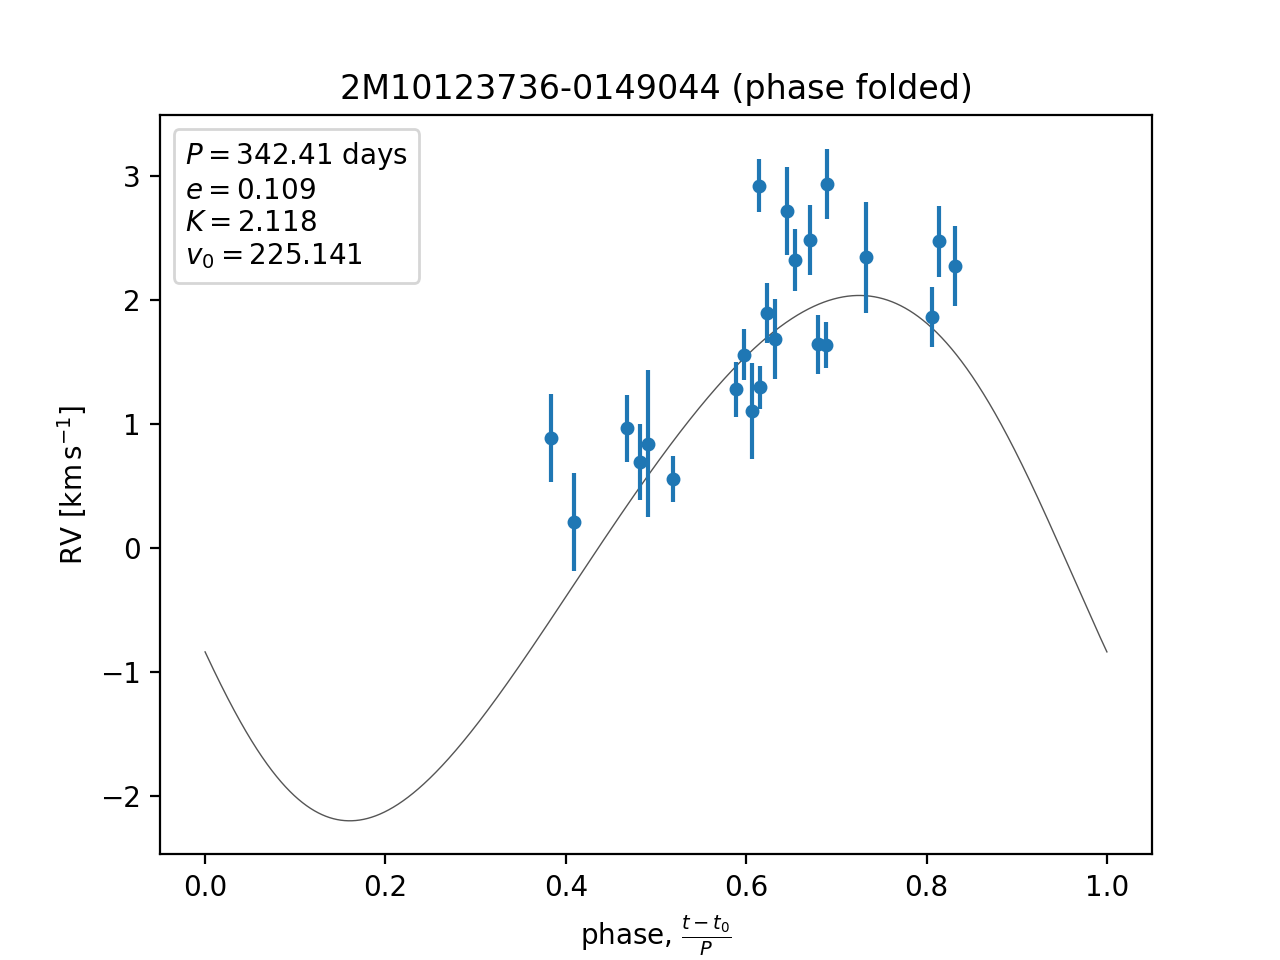 2M10123736-0149044 (phase folded)
P = 342.41 days
e = 0.109
K = 2.118
v₀ = 225.141
3
2
1
0
−1
−2
RV [km s⁻¹]
0.0 0.2 0.4 0.6 0.8 1.0
phase, (t − t₀)/P